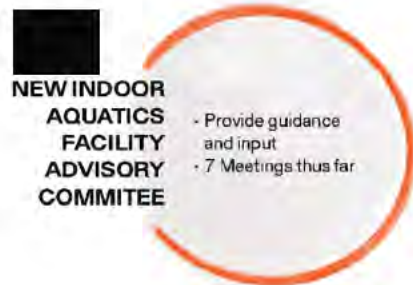 NEW INDOOR
AQUATICS
FACILITY
ADVISORY
COMMITEE
- Provide guidance
and input
- 7 Meetings thus far